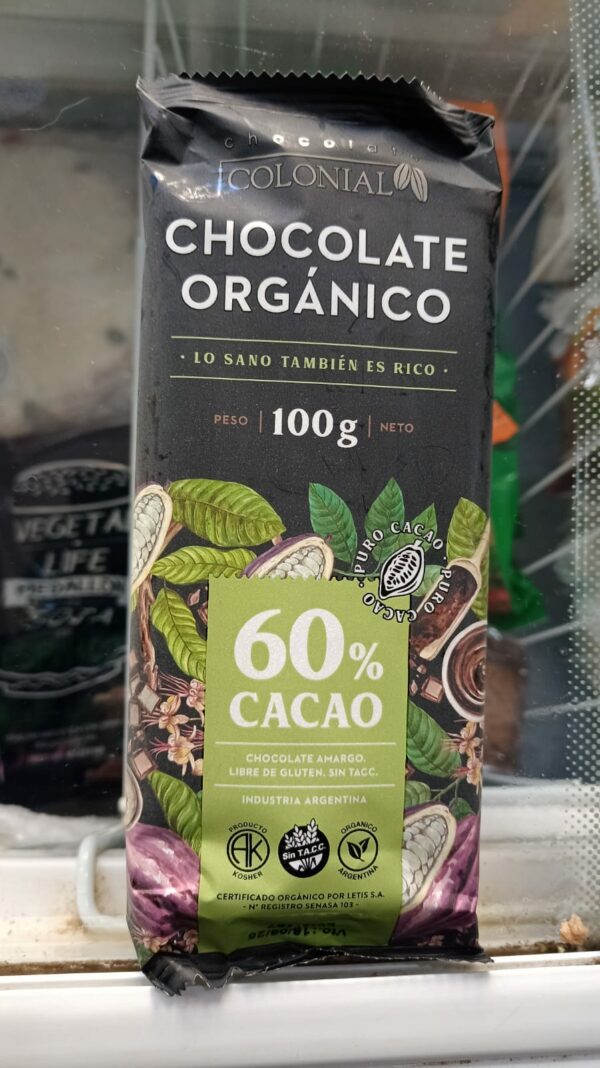 chocolate
COLONIAL
CHOCOLATE
ORGÁNICO
· LO SANO TAMBIÉN ES RICO ·
PESO | 100g | NETO
PURO CACAO · PURO CACAO ·
60%
CACAO
CHOCOLATE AMARGO.
LIBRE DE GLUTEN. SIN TACC.
INDUSTRIA ARGENTINA
PRODUCTO
AK
KOSHER
Sin T.A.C.C.
ORGANICO
ARGENTINA
CERTIFICADO ORGÁNICO POR LETIS S.A.
- N° REGISTRO SENASA 103 -
VEGETAL
LIFE
SOJA